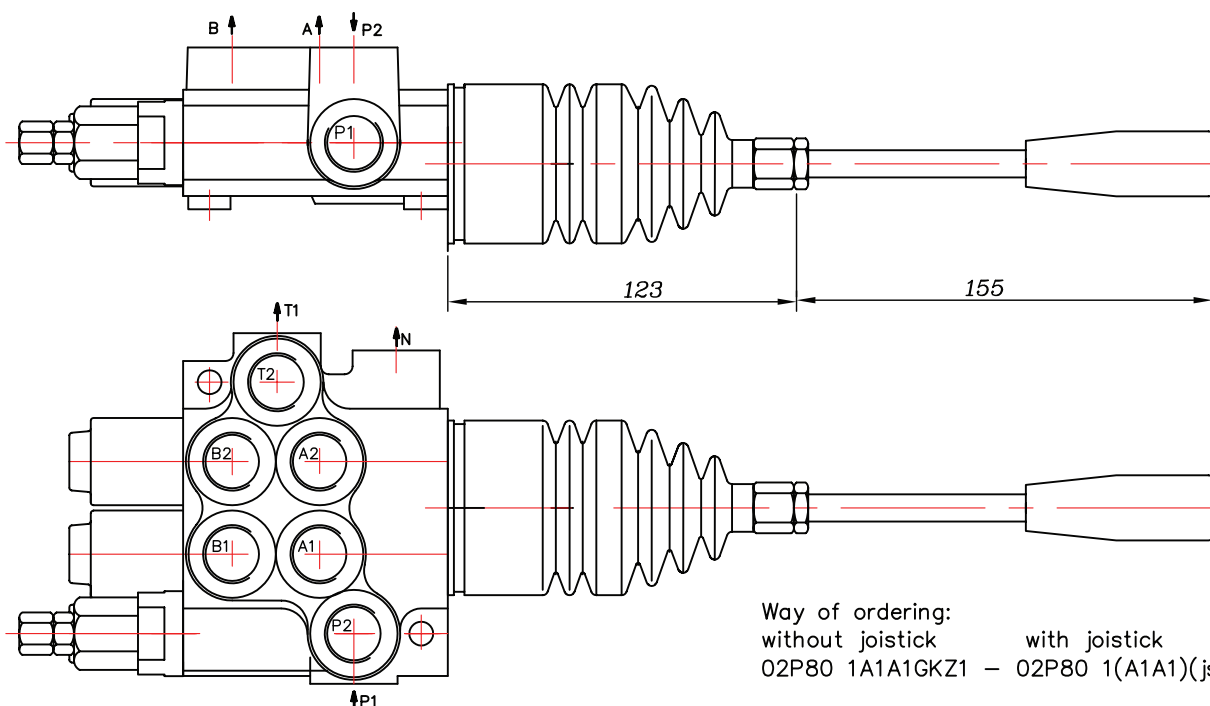 B A P2
P1
123 155
T1
N
T2
B2 A2
B1 A1
P2
P1
Way of ordering:
without joistick with joistick
02P80 1A1A1GKZ1 – 02P80 1(A1A1)(js